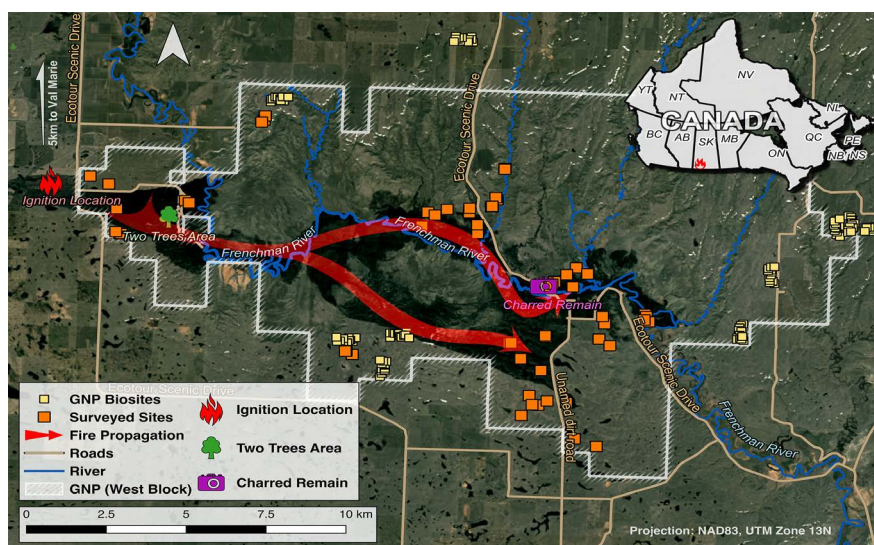 5km to Val Marie
Ecotour Scenic Drive
Ecotour Scenic Drive
YT
NT
NV
BC
AB
SK
MB
ON
QC
NL
PE
NB
NS
CANADA
Ignition Location
Two Trees Area
Frenchman River
Frenchman River
Charred Remain
Ecotour Scenic Drive
Unamed dirt road
Ecotour Scenic Drive
Frenchman River
GNP Biosites
Surveyed Sites
Fire Propagation
Roads
River
GNP (West Block)
Ignition Location
Two Trees Area
Charred Remain
0 2.5 5 7.5 10 km
Projection: NAD83, UTM Zone 13N